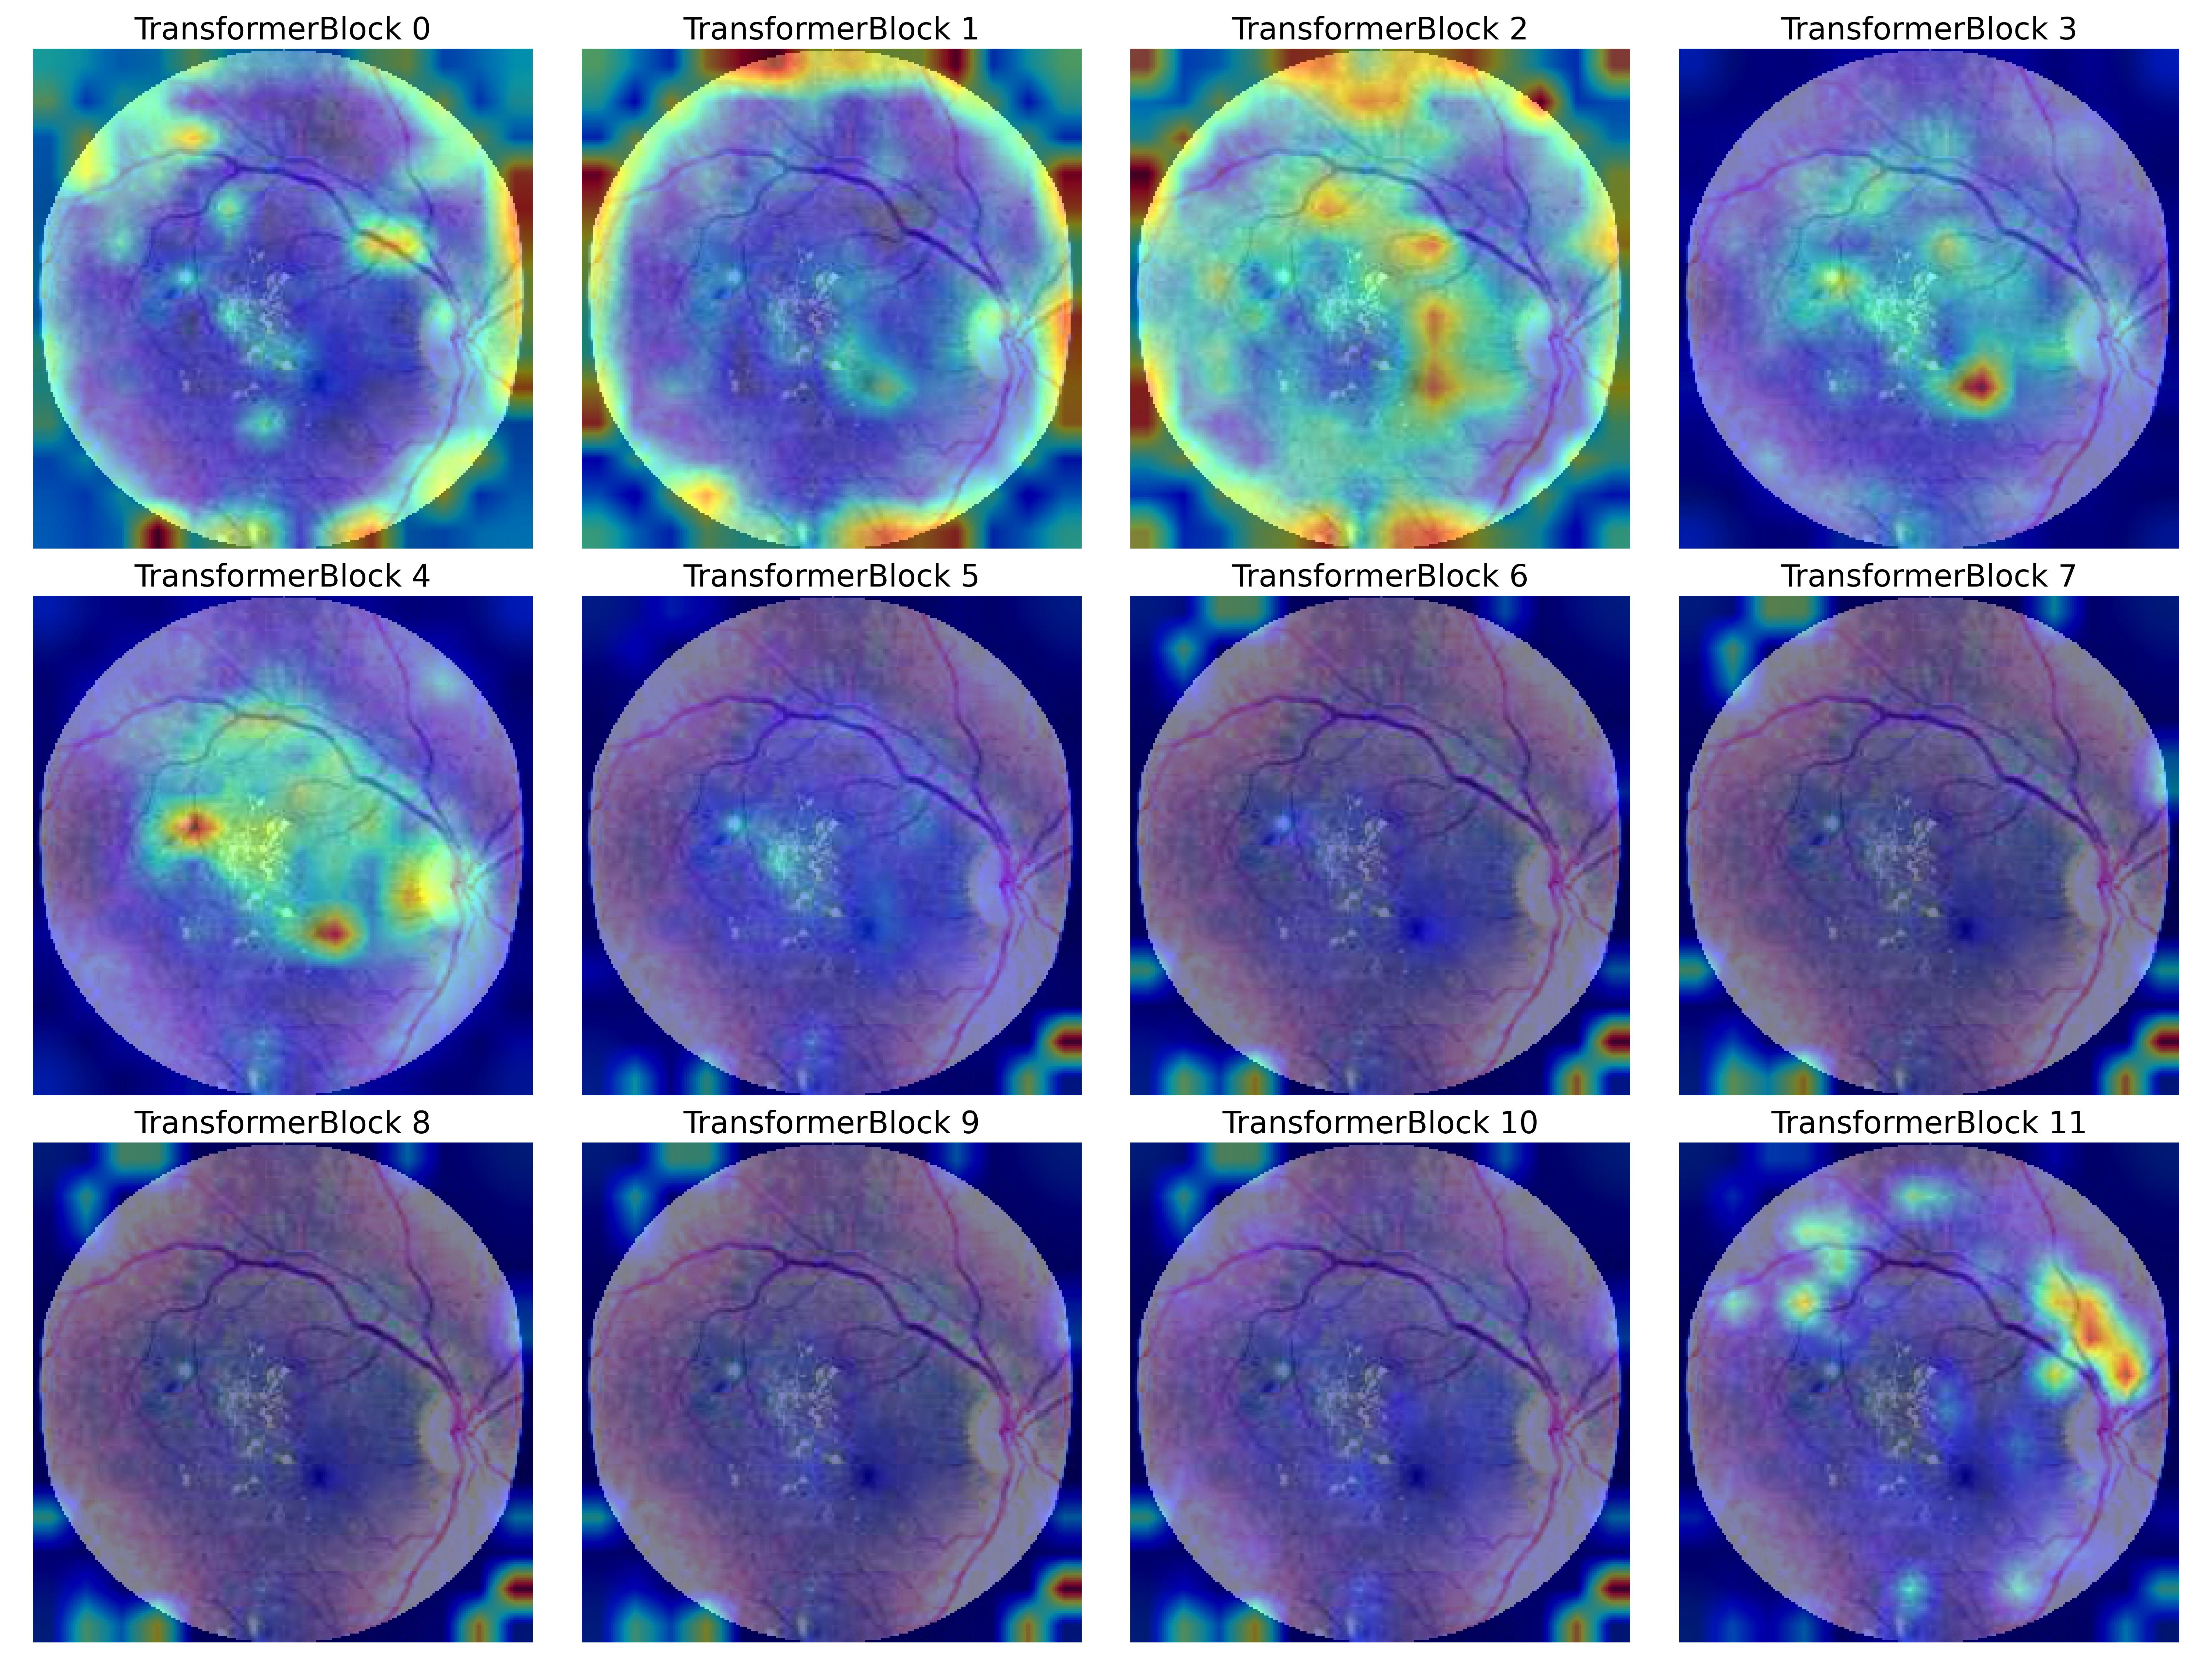 TransformerBlock 0
TransformerBlock 1
TransformerBlock 2
TransformerBlock 3
TransformerBlock 4
TransformerBlock 5
TransformerBlock 6
TransformerBlock 7
TransformerBlock 8
TransformerBlock 9
TransformerBlock 10
TransformerBlock 11